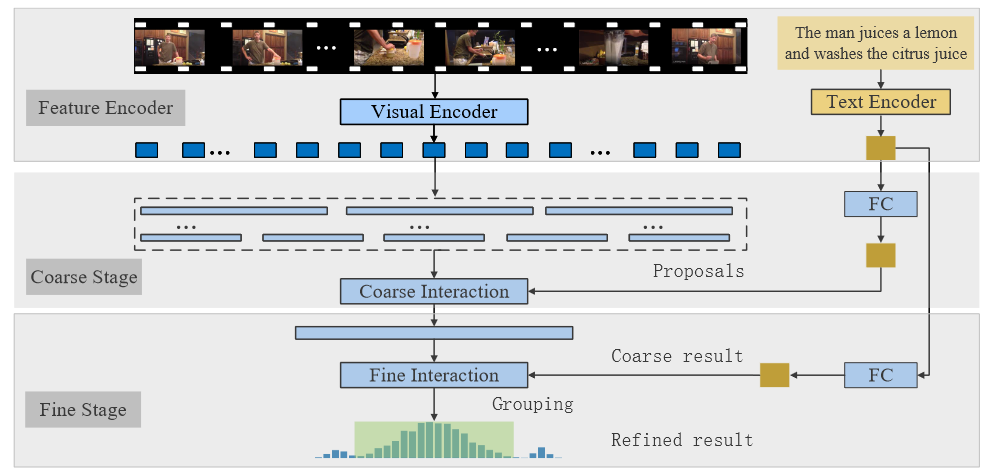 The man juices a lemon
and washes the citrus juice
Feature Encoder
Visual Encoder
Text Encoder
...
...
...
...
FC
...
...
...
Proposals
Coarse Stage
Coarse Interaction
Coarse result
Fine Interaction
FC
Grouping
Fine Stage
Refined result